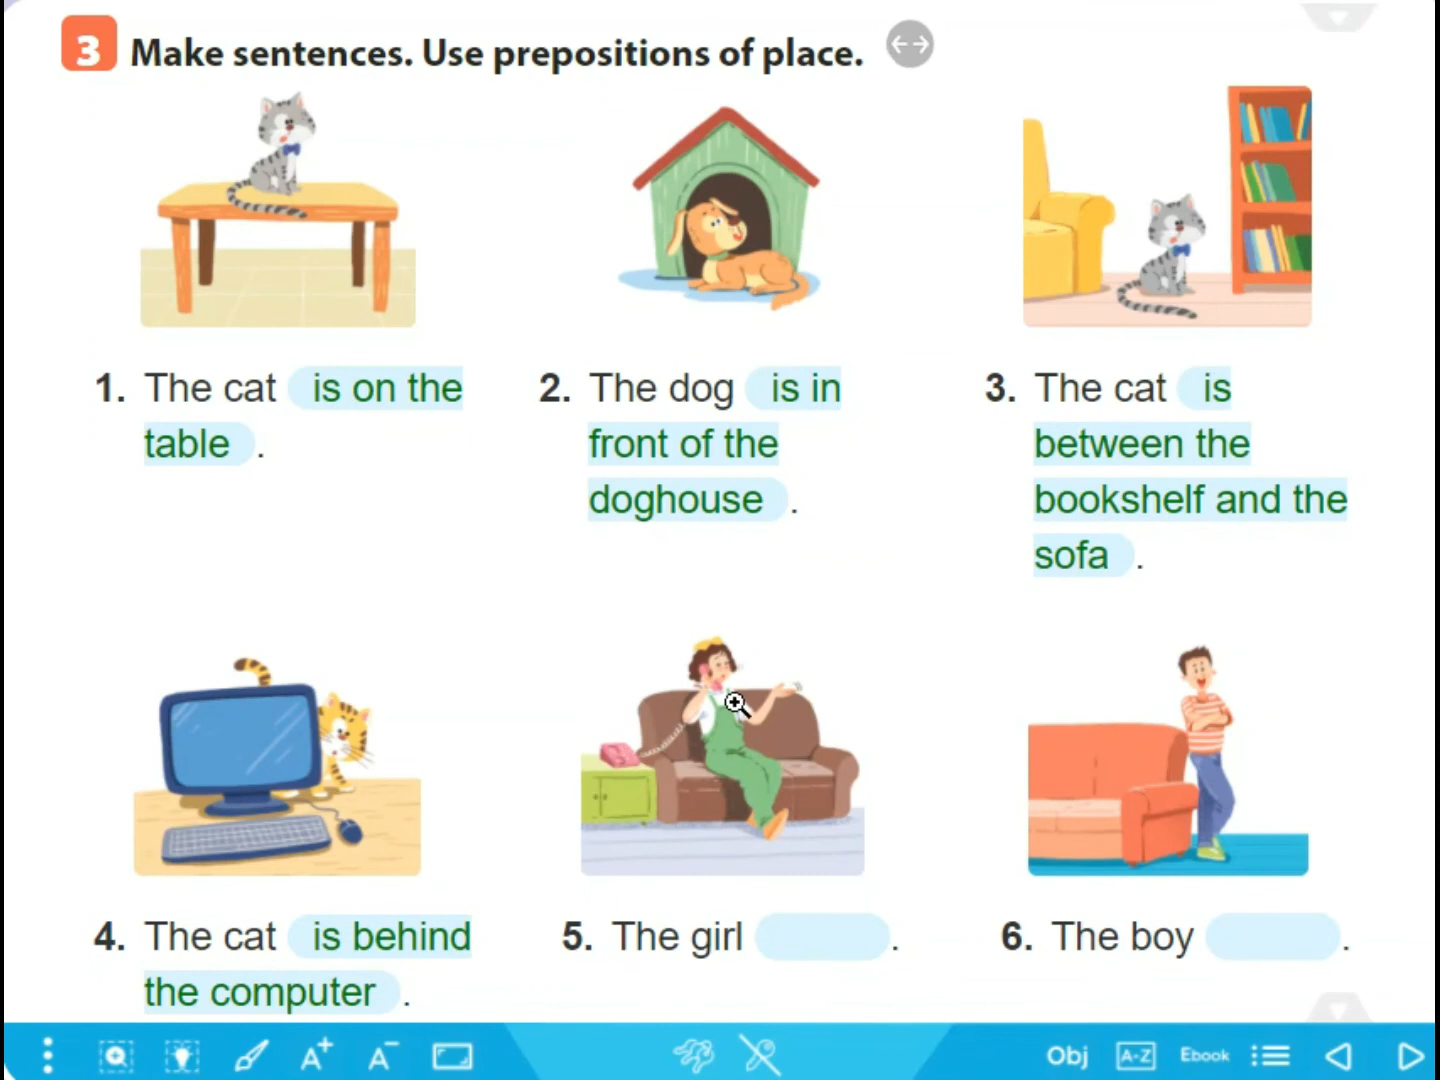 3 Make sentences. Use prepositions of place.
1. The cat is on the
table .
2. The dog is in
front of the
doghouse .
3. The cat is
between the
bookshelf and the
sofa .
4. The cat is behind
the computer .
5. The girl .
6. The boy .
A+ A- Obj A-Z Ebook